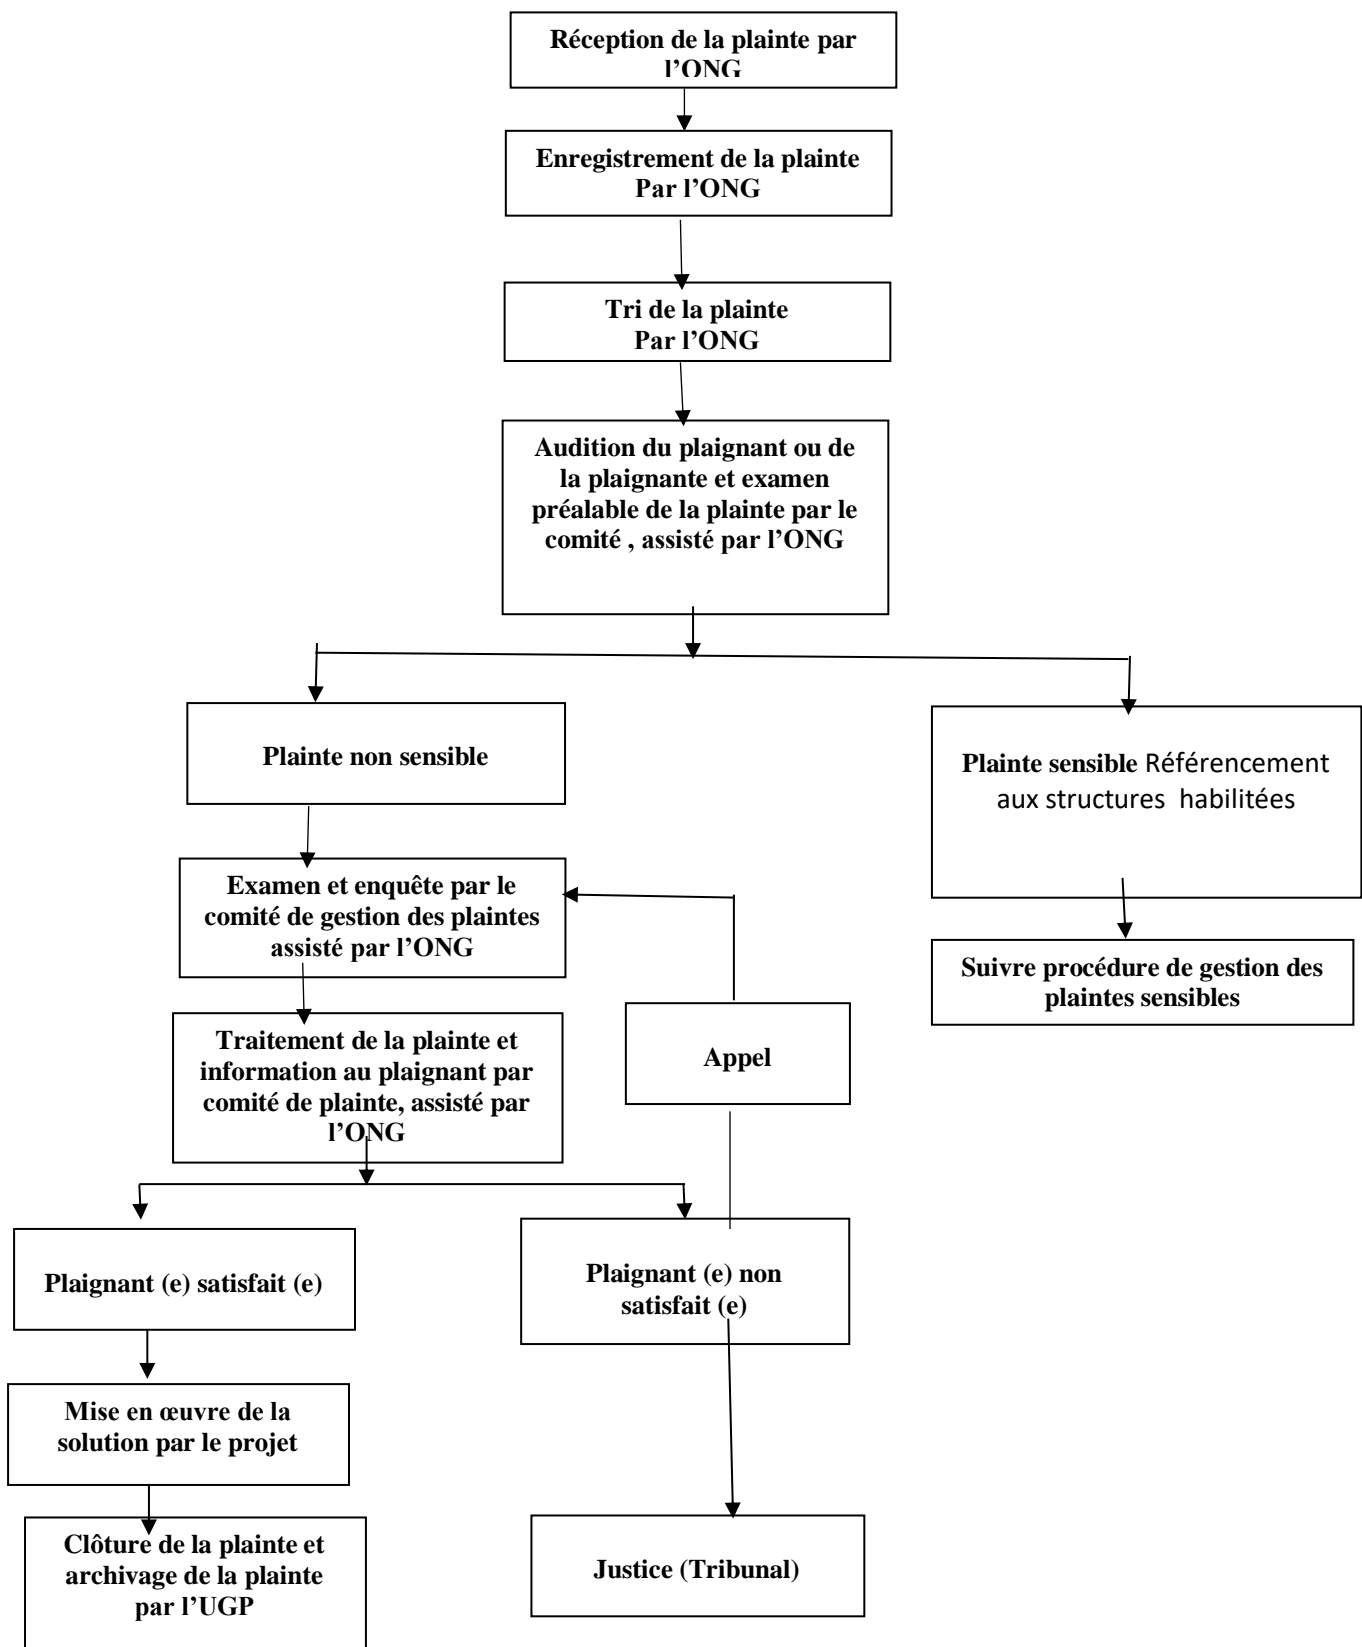 Réception de la plainte par
l’ONG
Enregistrement de la plainte
Par l’ONG
Tri de la plainte
Par l’ONG
Audition du plaignant ou de
la plaignante et examen
préalable de la plainte par le
comité , assisté par l’ONG
Plainte non sensible
Plainte sensible Référencement
aux structures habilitées
Examen et enquête par le
comité de gestion des plaintes
assisté par l’ONG
Suivre procédure de gestion des
plaintes sensibles
Traitement de la plainte et
information au plaignant par
comité de plainte, assisté par
l’ONG
Appel
Plaignant (e) satisfait (e)
Plaignant (e) non
satisfait (e)
Mise en œuvre de la
solution par le projet
Clôture de la plainte et
archivage de la plainte
par l’UGP
Justice (Tribunal)